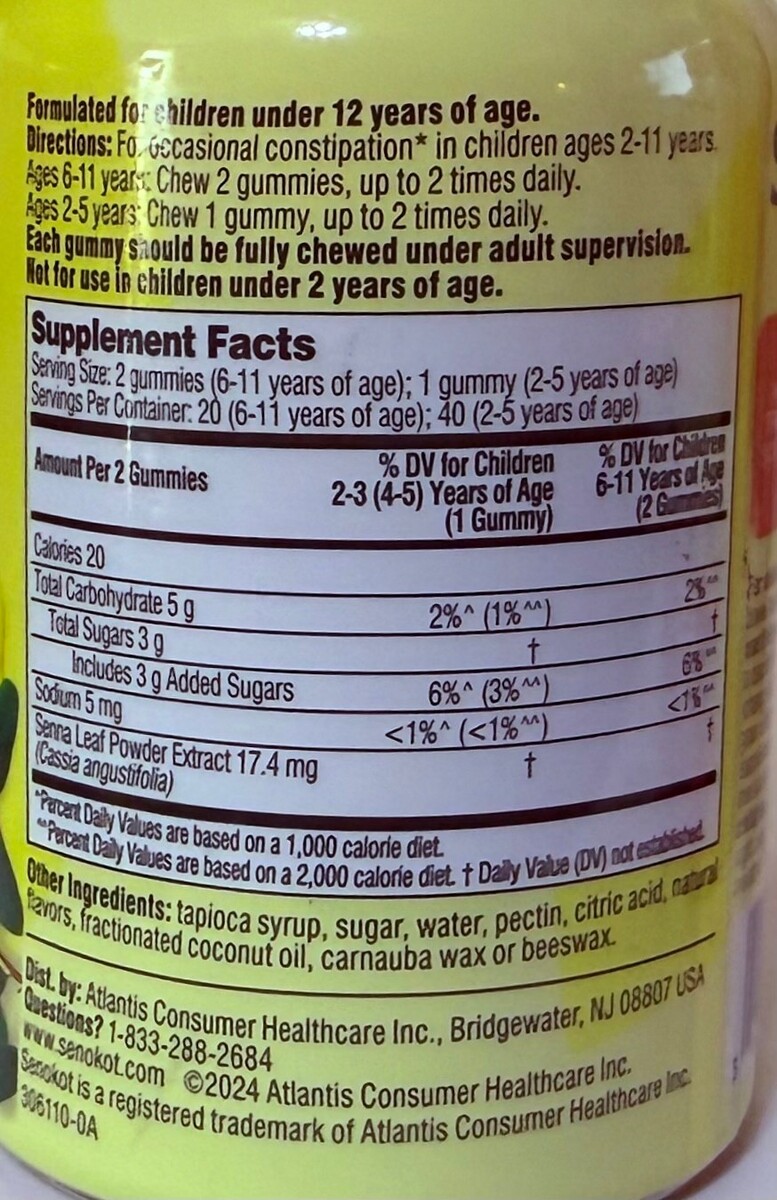 Formulated for children under 12 years of age.
Directions: For occasional constipation* in children ages 2-11 years.
Ages 6-11 years: Chew 2 gummies, up to 2 times daily.
Ages 2-5 years: Chew 1 gummy, up to 2 times daily.
Each gummy should be fully chewed under adult supervision.
Not for use in children under 2 years of age.
Supplement Facts
Serving Size: 2 gummies (6-11 years of age); 1 gummy (2-5 years of age)
Servings Per Container: 20 (6-11 years of age); 40 (2-5 years of age)
Amount Per 2 Gummies
% DV for Children
2-3 (4-5) Years of Age
(1 Gummy)
% DV for Children
6-11 Years of Age
(2 Gummies)
Calories 20
Total Carbohydrate 5 g 2%^ (1%^^) 2%^^
Total Sugars 3 g † †
Includes 3 g Added Sugars 6%^ (3%^^) 6%^^
Sodium 5 mg <1%^ (<1%^^) <1%^^
Senna Leaf Powder Extract 17.4 mg † †
(Cassia angustifolia)
^Percent Daily Values are based on a 1,000 calorie diet.
^^Percent Daily Values are based on a 2,000 calorie diet. † Daily Value (DV) not established.
Other Ingredients: tapioca syrup, sugar, water, pectin, citric acid, natural
flavors, fractionated coconut oil, carnauba wax or beeswax.
Dist. by: Atlantis Consumer Healthcare Inc., Bridgewater, NJ 08807 USA
Questions? 1-833-288-2684
www.senokot.com ©2024 Atlantis Consumer Healthcare Inc.
Senokot is a registered trademark of Atlantis Consumer Healthcare Inc.
306110-0A